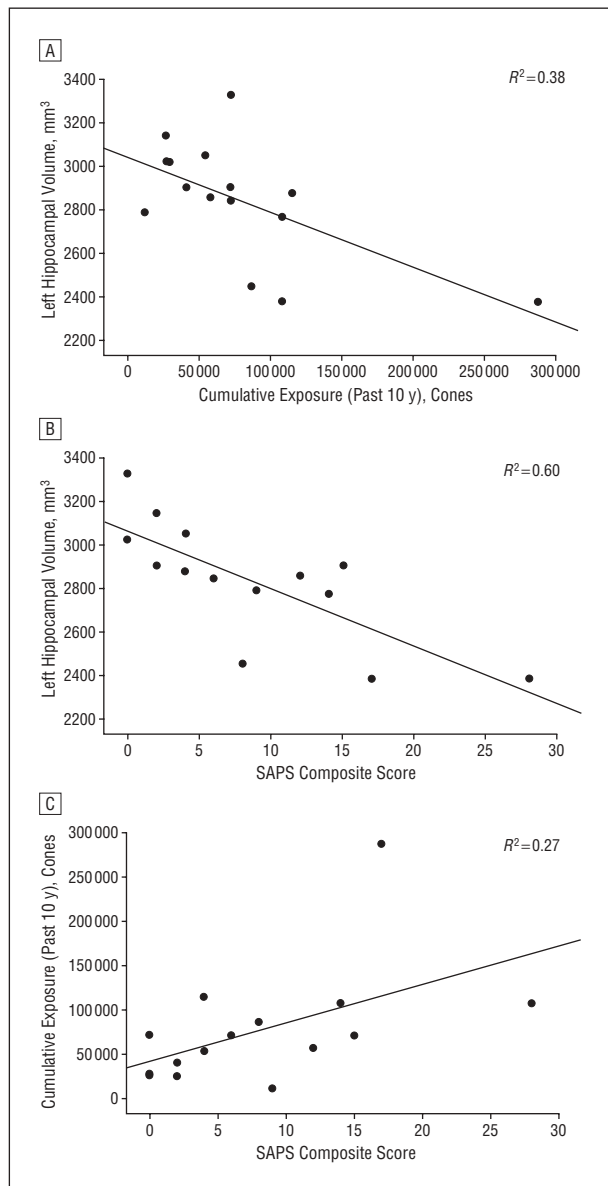 A
R²=0.38
3400
3200
3000
2800
2600
2400
2200
Left Hippocampal Volume, mm³
0 50 000 100 000 150 000 200 000 250 000 300 000
Cumulative Exposure (Past 10 y), Cones
B
R²=0.60
3400
3200
3000
2800
2600
2400
2200
Left Hippocampal Volume, mm³
0 5 10 15 20 25 30
SAPS Composite Score
C
R²=0.27
300 000
250 000
200 000
150 000
100 000
50 000
0
Cumulative Exposure (Past 10 y), Cones
0 5 10 15 20 25 30
SAPS Composite Score